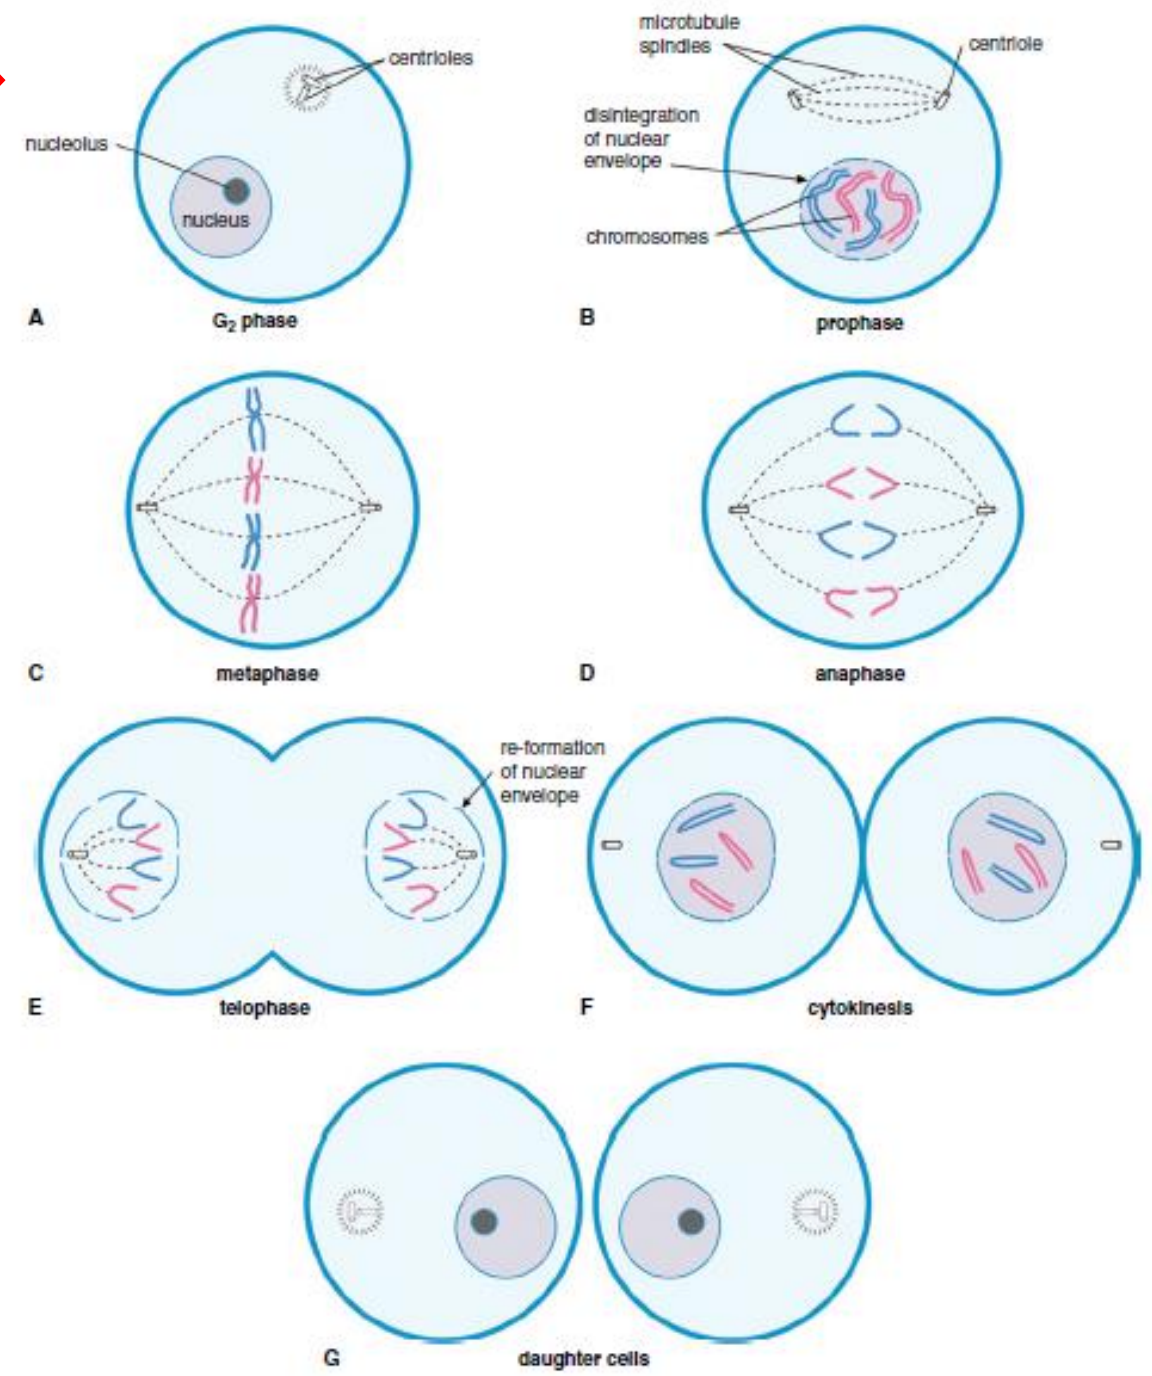 centrioles
nucleolus
nucleus
A
G2 phase
microtubule
spindles
centriole
disintegration
of nuclear
envelope
chromosomes
B
prophase
C
metaphase
D
anaphase
re-formation
of nuclear
envelope
E
telophase
F
cytokinesis
G
daughter cells